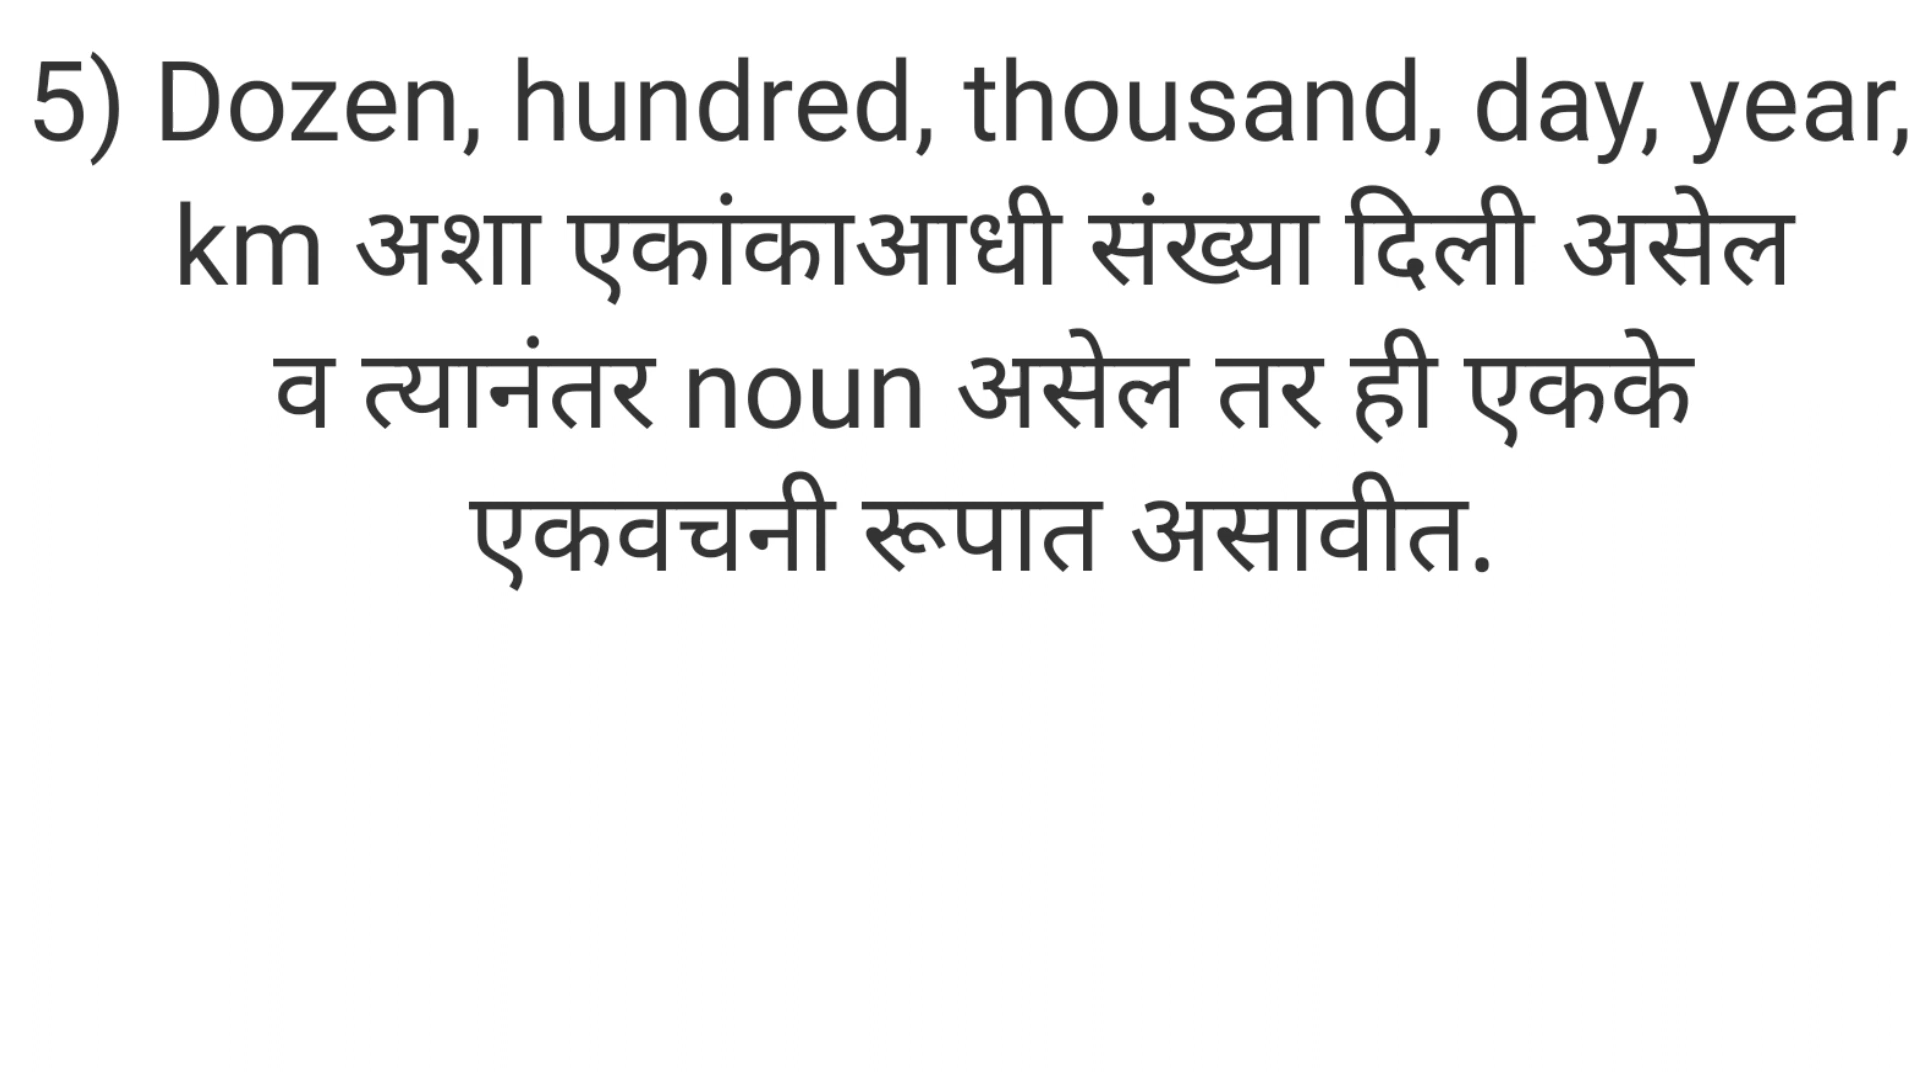 5) Dozen, hundred, thousand, day, year,
km अशा एकांकाआधी संख्या दिली असेल
व त्यानंतर noun असेल तर ही एकके
एकवचनी रूपात असावीत.